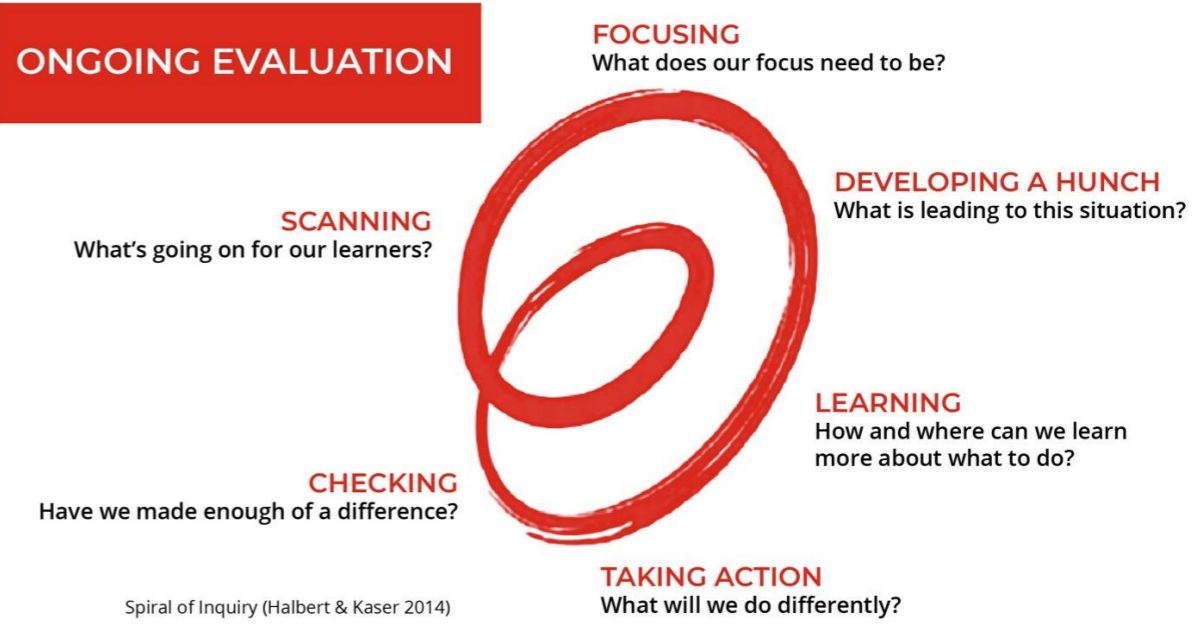 ONGOING EVALUATION
FOCUSING
What does our focus need to be?
DEVELOPING A HUNCH
What is leading to this situation?
SCANNING
What’s going on for our learners?
LEARNING
How and where can we learn
more about what to do?
CHECKING
Have we made enough of a difference?
TAKING ACTION
What will we do differently?
Spiral of Inquiry (Halbert & Kaser 2014)